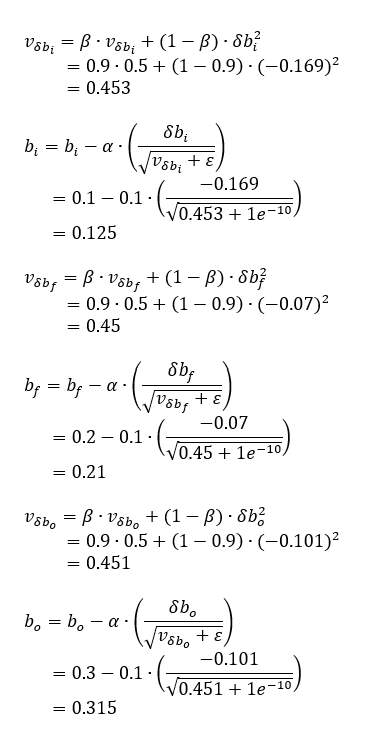 v_{δb_i} = β · v_{δb_i} + (1 − β) · δb_i^2
= 0.9 · 0.5 + (1 − 0.9) · (−0.169)^2
= 0.453
b_i = b_i − α · (δb_i / √(v_{δb_i} + ε))
= 0.1 − 0.1 · (−0.169 / √(0.453 + 1e^{−10}))
= 0.125
v_{δb_f} = β · v_{δb_f} + (1 − β) · δb_f^2
= 0.9 · 0.5 + (1 − 0.9) · (−0.07)^2
= 0.45
b_f = b_f − α · (δb_f / √(v_{δb_f} + ε))
= 0.2 − 0.1 · (−0.07 / √(0.45 + 1e^{−10}))
= 0.21
v_{δb_o} = β · v_{δb_o} + (1 − β) · δb_o^2
= 0.9 · 0.5 + (1 − 0.9) · (−0.101)^2
= 0.451
b_o = b_o − α · (δb_o / √(v_{δb_o} + ε))
= 0.3 − 0.1 · (−0.101 / √(0.451 + 1e^{−10}))
= 0.315